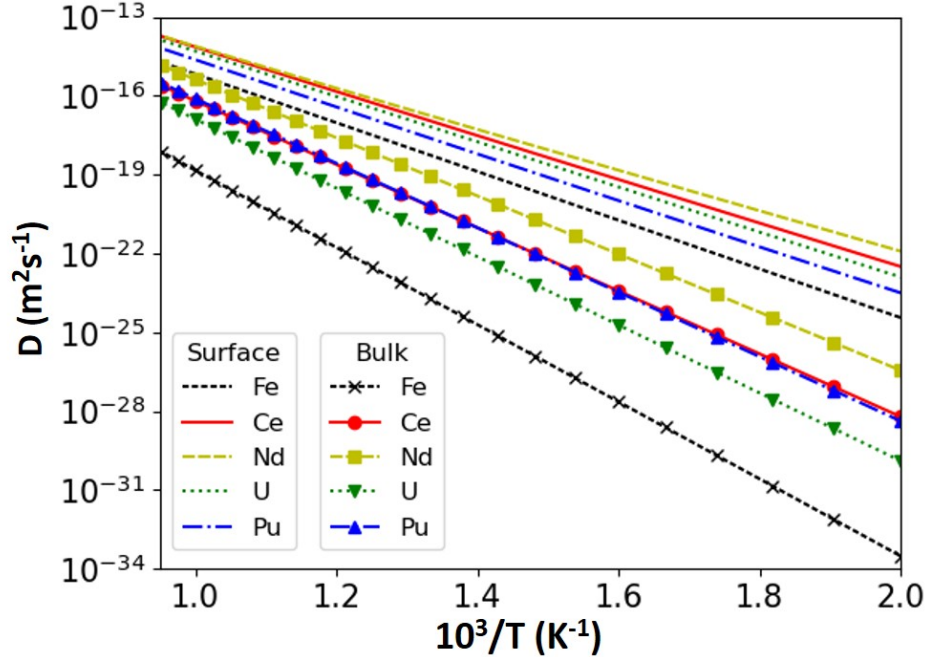 10⁻¹³
10⁻¹⁶
10⁻¹⁹
10⁻²²
10⁻²⁵
10⁻²⁸
10⁻³¹
10⁻³⁴
D (m²s⁻¹)
Surface
Fe
Ce
Nd
U
Pu
Bulk
Fe
Ce
Nd
U
Pu
1.0 1.2 1.4 1.6 1.8 2.0
10³/T (K⁻¹)